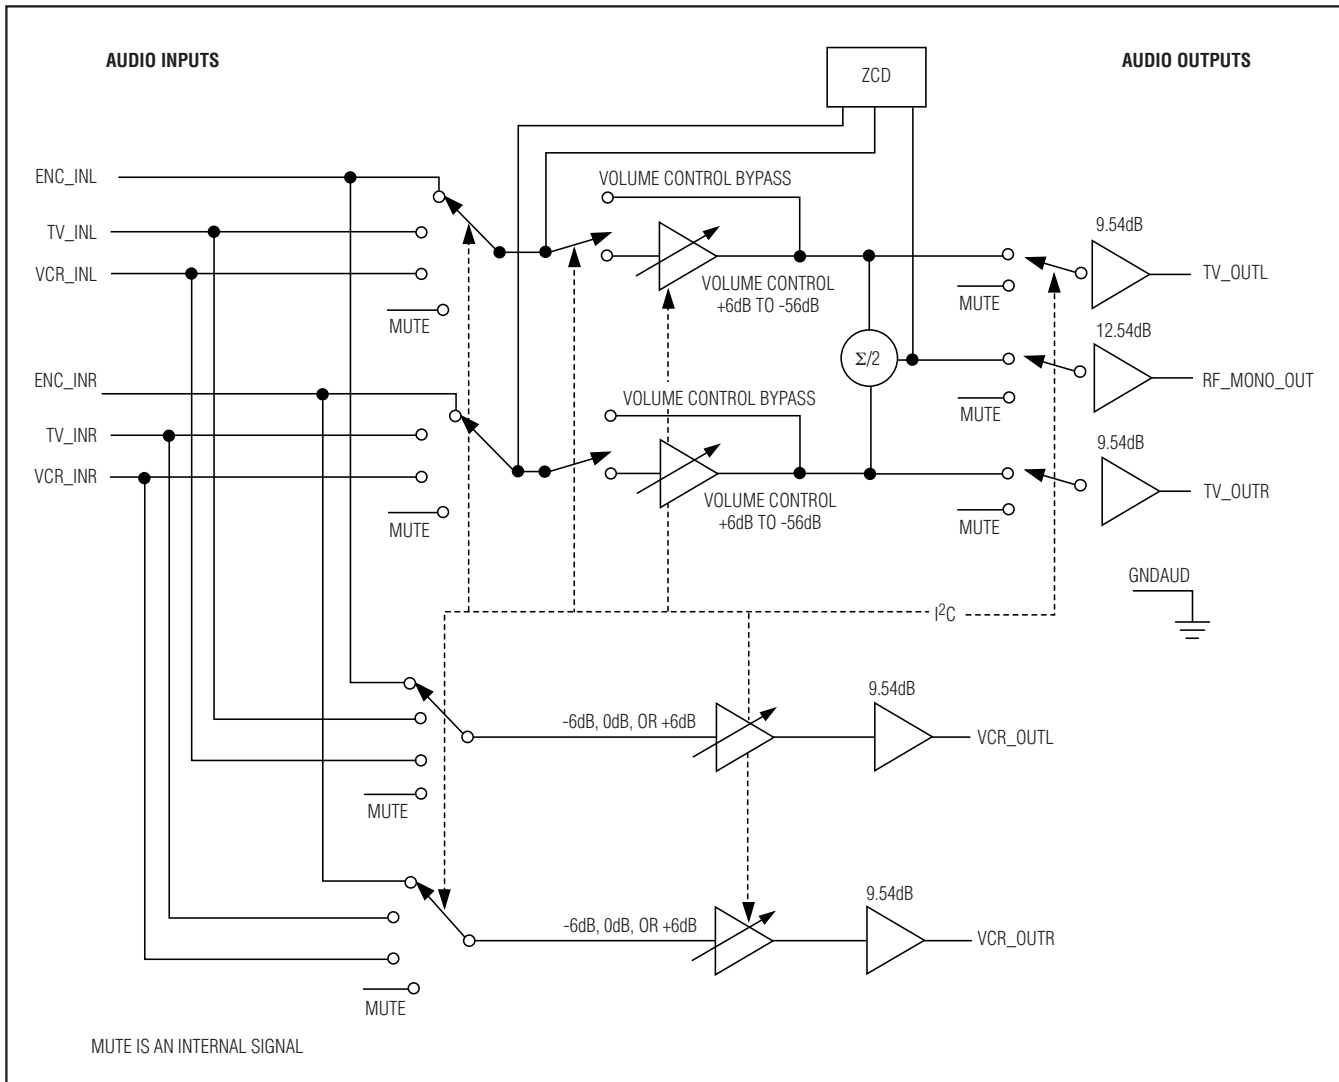 AUDIO INPUTS
AUDIO OUTPUTS
ZCD
ENC_INL
VOLUME CONTROL BYPASS
TV_INL
9.54dB
VCR_INL
VOLUME CONTROL
+6dB TO -56dB
TV_OUTL
MUTE
MUTE
12.54dB
Σ/2
ENC_INR
RF_MONO_OUT
VOLUME CONTROL BYPASS
MUTE
TV_INR
9.54dB
VCR_INR
VOLUME CONTROL
+6dB TO -56dB
TV_OUTR
MUTE
MUTE
GNDAUD
I²C
9.54dB
-6dB, 0dB, OR +6dB
VCR_OUTL
MUTE
9.54dB
-6dB, 0dB, OR +6dB
VCR_OUTR
MUTE
MUTE IS AN INTERNAL SIGNAL